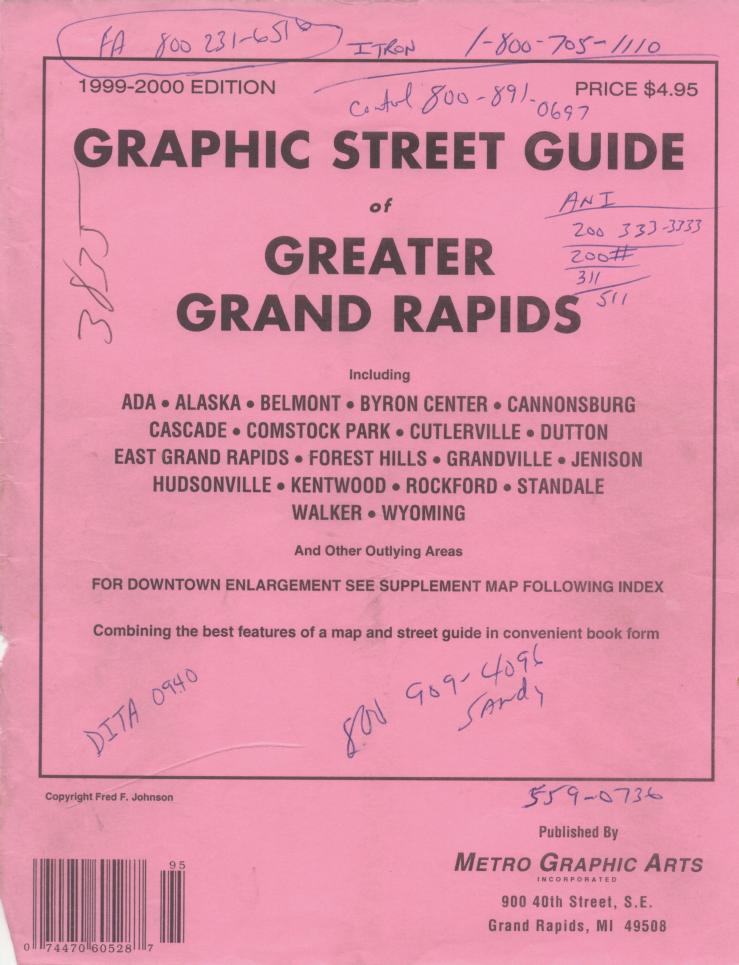 FA 800 231-6516
ITRON 1-800-705-1110
1999-2000 EDITION
PRICE $4.95
800-891-0697
GRAPHIC STREET GUIDE
of
ANI
200 333-3333
200#
311
511
3835
GREATER
GRAND RAPIDS
Including
ADA • ALASKA • BELMONT • BYRON CENTER • CANNONSBURG
CASCADE • COMSTOCK PARK • CUTLERVILLE • DUTTON
EAST GRAND RAPIDS • FOREST HILLS • GRANDVILLE • JENISON
HUDSONVILLE • KENTWOOD • ROCKFORD • STANDALE
WALKER • WYOMING
And Other Outlying Areas
FOR DOWNTOWN ENLARGEMENT SEE SUPPLEMENT MAP FOLLOWING INDEX
Combining the best features of a map and street guide in convenient book form
DITA 0940
800 909-4096
SANdy
Copyright Fred F. Johnson
559-0736
Published By
METRO GRAPHIC ARTS
INCORPORATED
900 40th Street, S.E.
Grand Rapids, MI 49508
95
0 74470 60528 7